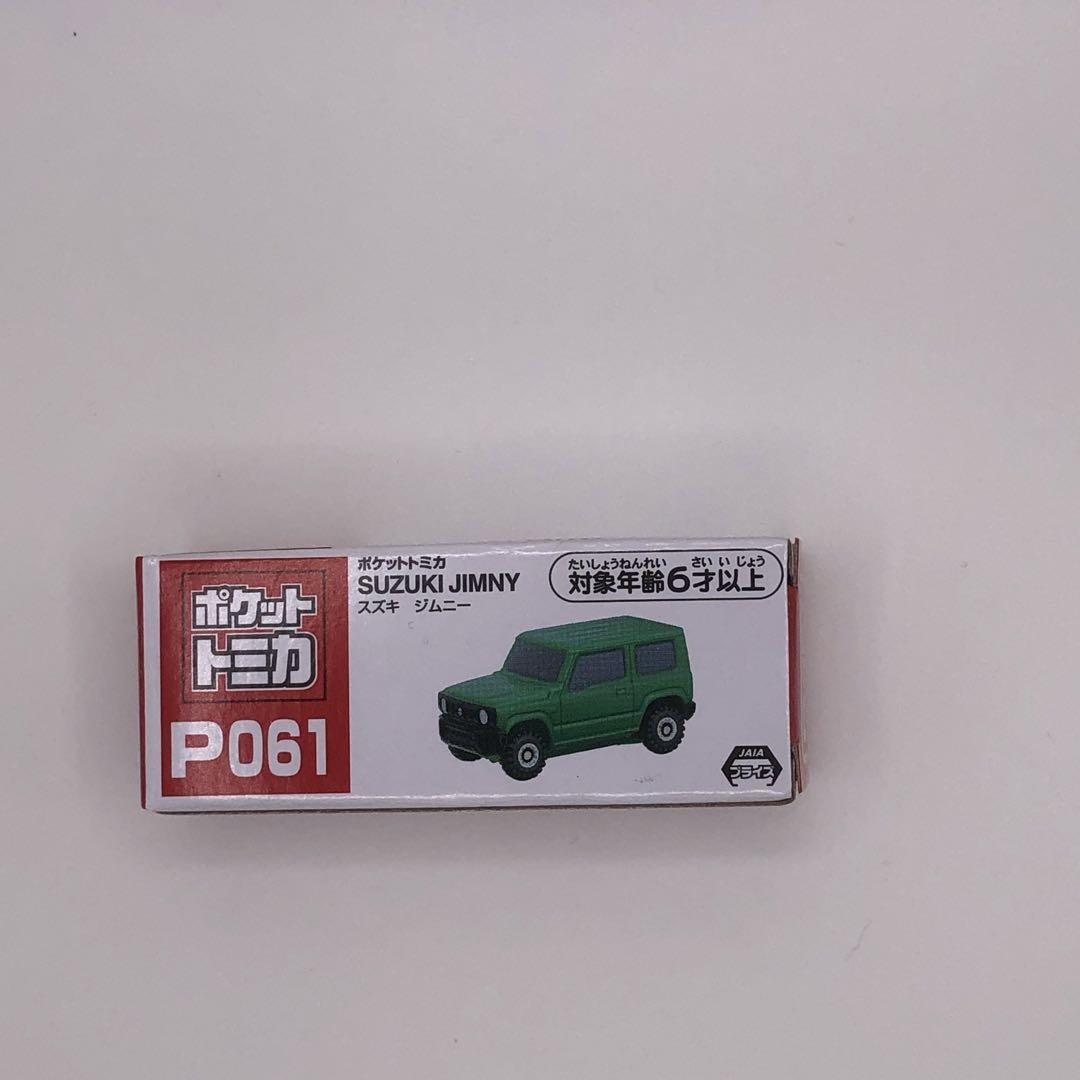 ポケット
トミカ
P061
ポケットトミカ
SUZUKI JIMNY
スズキ ジムニー
たいしょうねんれい さい い じょう
対象年齢6才以上
JAIA
プライズ